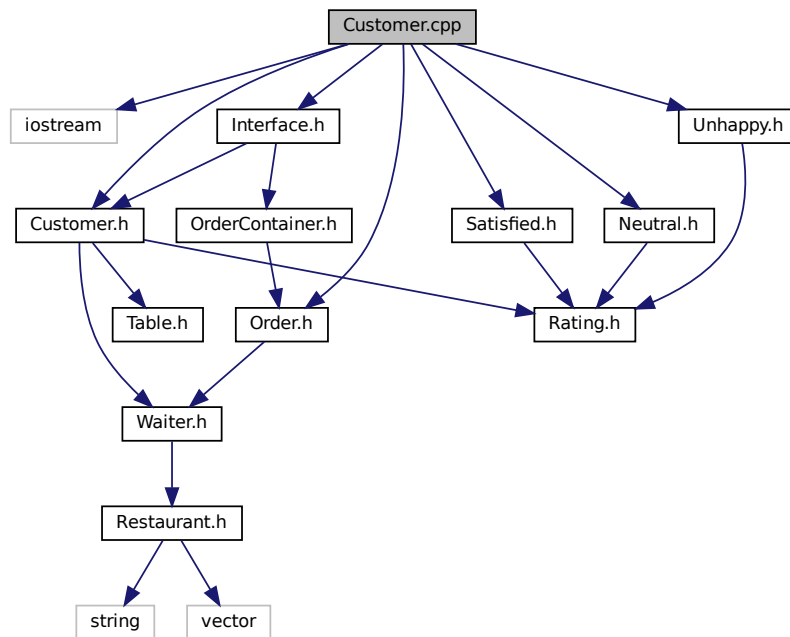 Customer.cpp
iostream
Interface.h
Unhappy.h
Customer.h
OrderContainer.h
Satisfied.h
Neutral.h
Table.h
Order.h
Rating.h
Waiter.h
Restaurant.h
string
vector